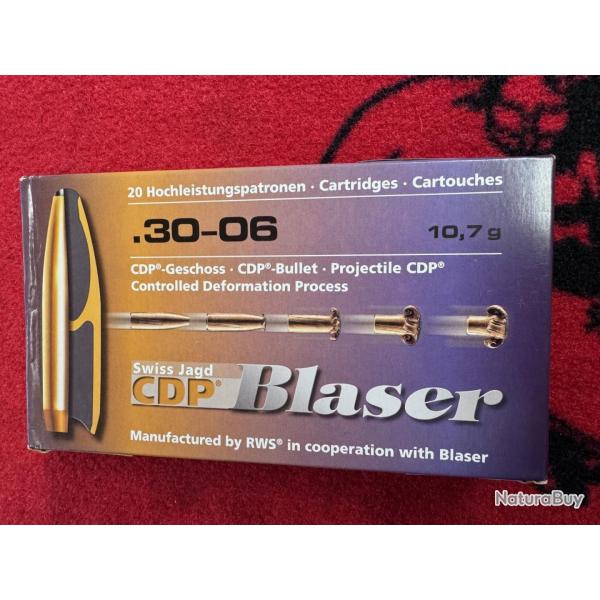 20 Hochleistungspatronen · Cartridges · Cartouches
.30-06 10,7 g
CDP®-Geschoss · CDP®-Bullet · Projectile CDP®
Controlled Deformation Process
Swiss Jagd
CDP® Blaser
Manufactured by RWS® in cooperation with Blaser
NaturaBuy